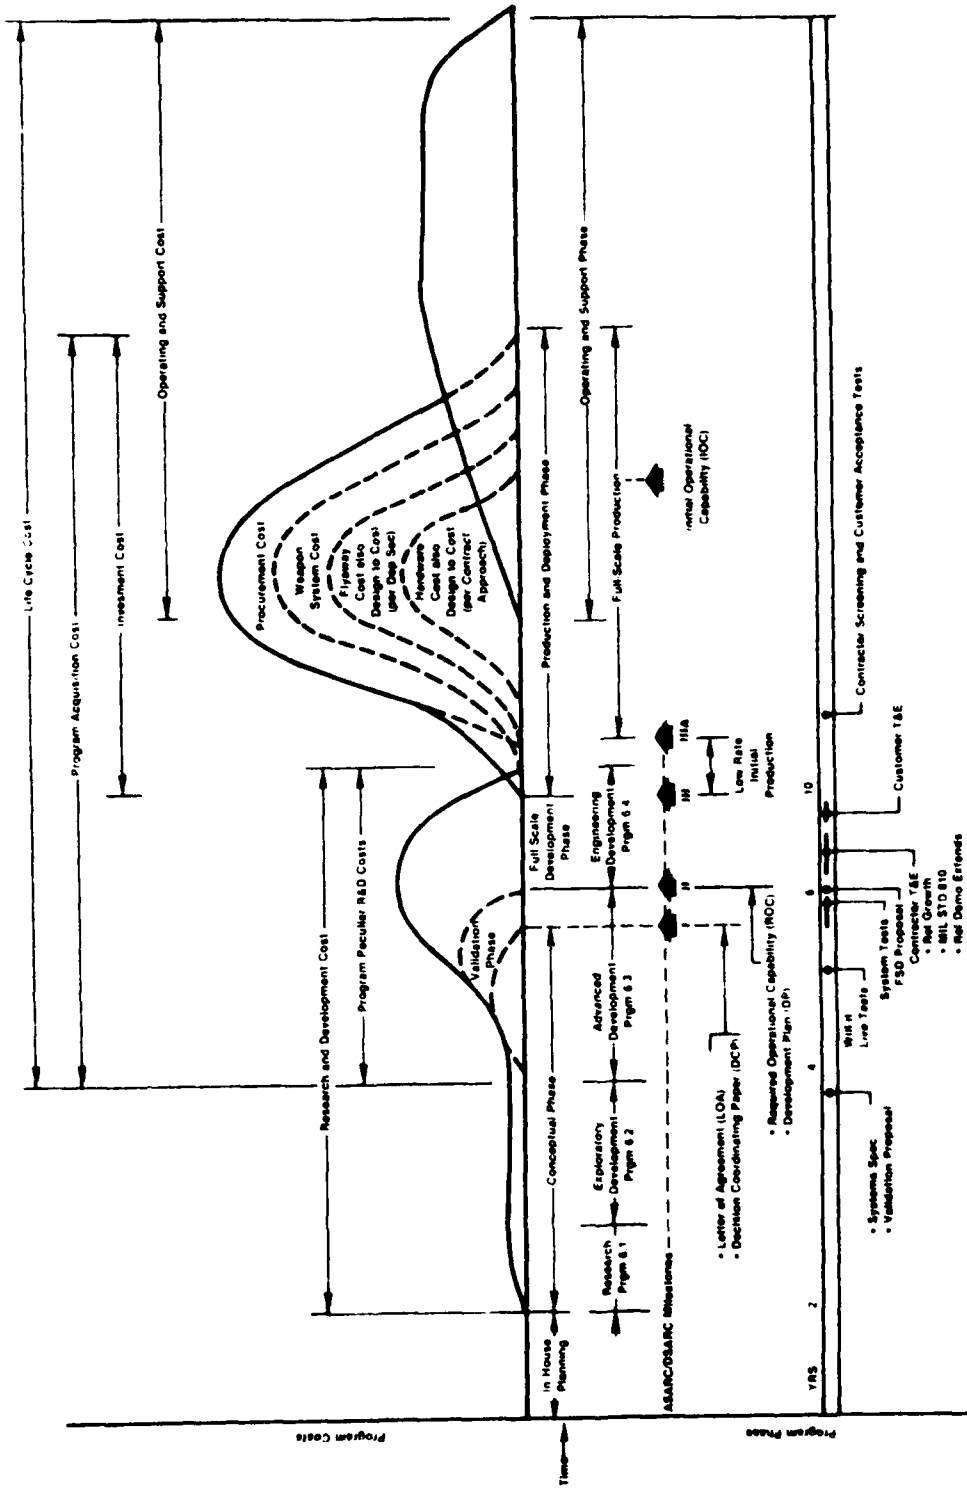 Program Costs
Life Cycle Cost
Program Acquisition Cost
Investment Cost
Operating and Support Cost
Research and Development Cost
Program Peculiar R&D Costs
Procurement Cost
Weapon
System Cost
Flyaway
Cost also
Design to Cost
(per Dep Sec)
Hardware
Cost also
Design to Cost
(per Contract
Approach)
Validation
Phase
Time
In House
Planning
Conceptual Phase
Full Scale
Development
Phase
Production and Deployment Phase
Operating and Support Phase
Research
Prgm 6.1
Exploratory
Development
Prgm 6.2
Advanced
Development
Prgm 6.3
Engineering
Development
Prgm 6.4
Full Scale Production
ASARC/DSARC Milestones
I
II
III
IIIA
Low Rate
Initial
Production
Initial Operational
Capability (IOC)
• Letter of Agreement (LOA)
• Decision Coordinating Paper (DCP)
• Required Operational Capability (ROC)
• Development Plan (DP)
Program Phase
YRS
2
4
6
10
• Systems Spec
• Validation Proposal
Live Tests
System Tests
FSD Proposal
Contractor T&E
• Rel Growth
• MIL STD 810
• Rel Demo Extends
Customer T&E
Contractor Screening and Customer Acceptance Tests